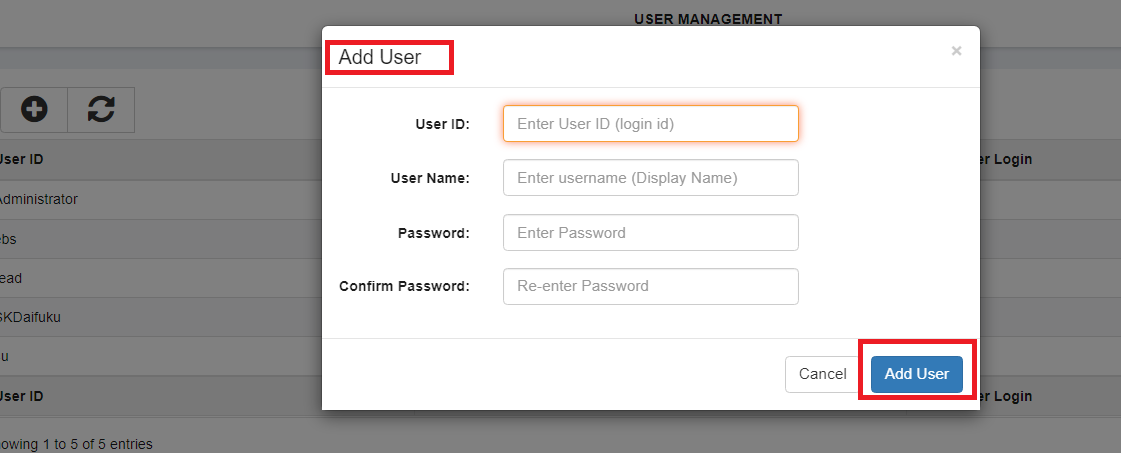 USER MANAGEMENT
Add User
×
User ID:
Enter User ID (login id)
User Name:
Enter username (Display Name)
Password:
Enter Password
Confirm Password:
Re-enter Password
Cancel
Add User
User ID
er Login
Administrator
ebs
ead
SKDaifuku
u
User ID
er Login
owing 1 to 5 of 5 entries